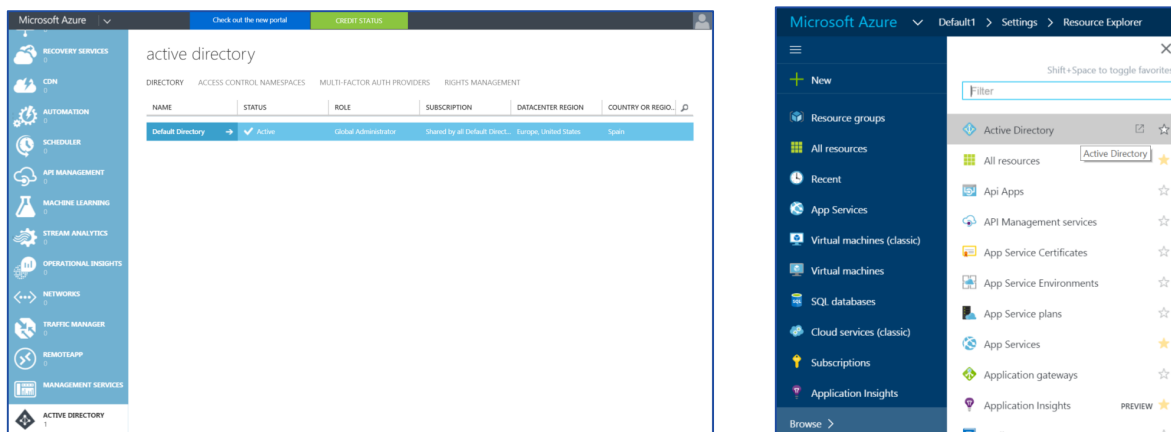 Microsoft Azure
Check out the new portal
CREDIT STATUS
0
RECOVERY SERVICES
0
CDN
0
AUTOMATION
0
SCHEDULER
0
API MANAGEMENT
0
MACHINE LEARNING
0
STREAM ANALYTICS
0
OPERATIONAL INSIGHTS
0
NETWORKS
0
TRAFFIC MANAGER
0
REMOTEAPP
0
MANAGEMENT SERVICES
0
ACTIVE DIRECTORY
1
active directory
DIRECTORY ACCESS CONTROL NAMESPACES MULTI-FACTOR AUTH PROVIDERS RIGHTS MANAGEMENT
NAME STATUS ROLE SUBSCRIPTION DATACENTER REGION COUNTRY OR REGIO...
Default Directory Active Global Administrator Shared by all Default Direct... Europe, United States Spain
Microsoft Azure Default1 > Settings > Resource Explorer
New
Resource groups
All resources
Recent
App Services
Virtual machines (classic)
Virtual machines
SQL databases
Cloud services (classic)
Subscriptions
Application Insights
Browse >
Shift+Space to toggle favorites
Filter
Active Directory
Active Directory
All resources
Api Apps
API Management services
App Service Certificates
App Service Environments
App Service plans
App Services
Application gateways
Application Insights PREVIEW